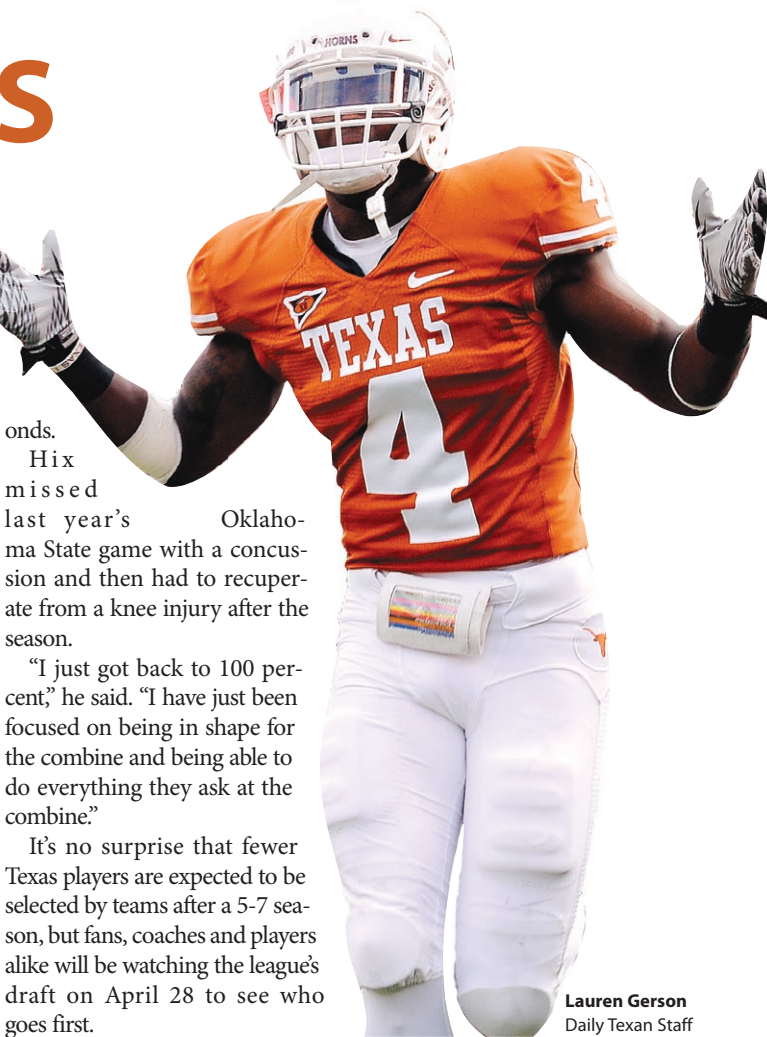 S
HORNS
4
TEXAS
4
onds.
Hix
missed
last year's Oklaho-
ma State game with a concus-
sion and then had to recuper-
ate from a knee injury after the
season.
“I just got back to 100 per-
cent,” he said. “I have just been
focused on being in shape for
the combine and being able to
do everything they ask at the
combine.”
It’s no surprise that fewer
Texas players are expected to be
selected by teams after a 5-7 sea-
son, but fans, coaches and players
alike will be watching the league’s
draft on April 28 to see who
goes first.
Lauren Gerson
Daily Texan Staff